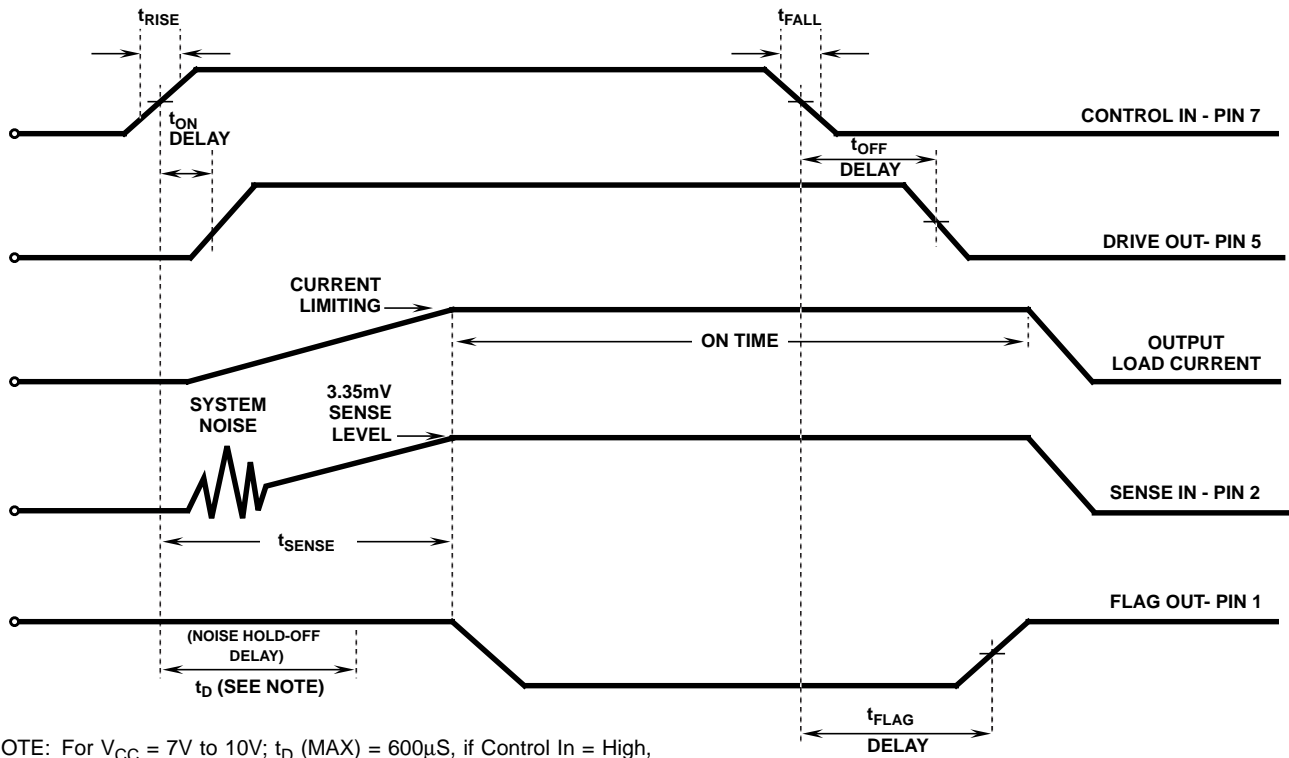 tRISE
tFALL
CONTROL IN - PIN 7
tON
DELAY
tOFF
DELAY
DRIVE OUT- PIN 5
CURRENT
LIMITING
ON TIME
OUTPUT
LOAD CURRENT
SYSTEM
NOISE
3.35mV
SENSE
LEVEL
SENSE IN - PIN 2
tSENSE
FLAG OUT- PIN 1
(NOISE HOLD-OFF
DELAY)
tD (SEE NOTE)
tFLAG
DELAY
OTE: For VCC = 7V to 10V; tD (MAX) = 600μS, if Control In = High,